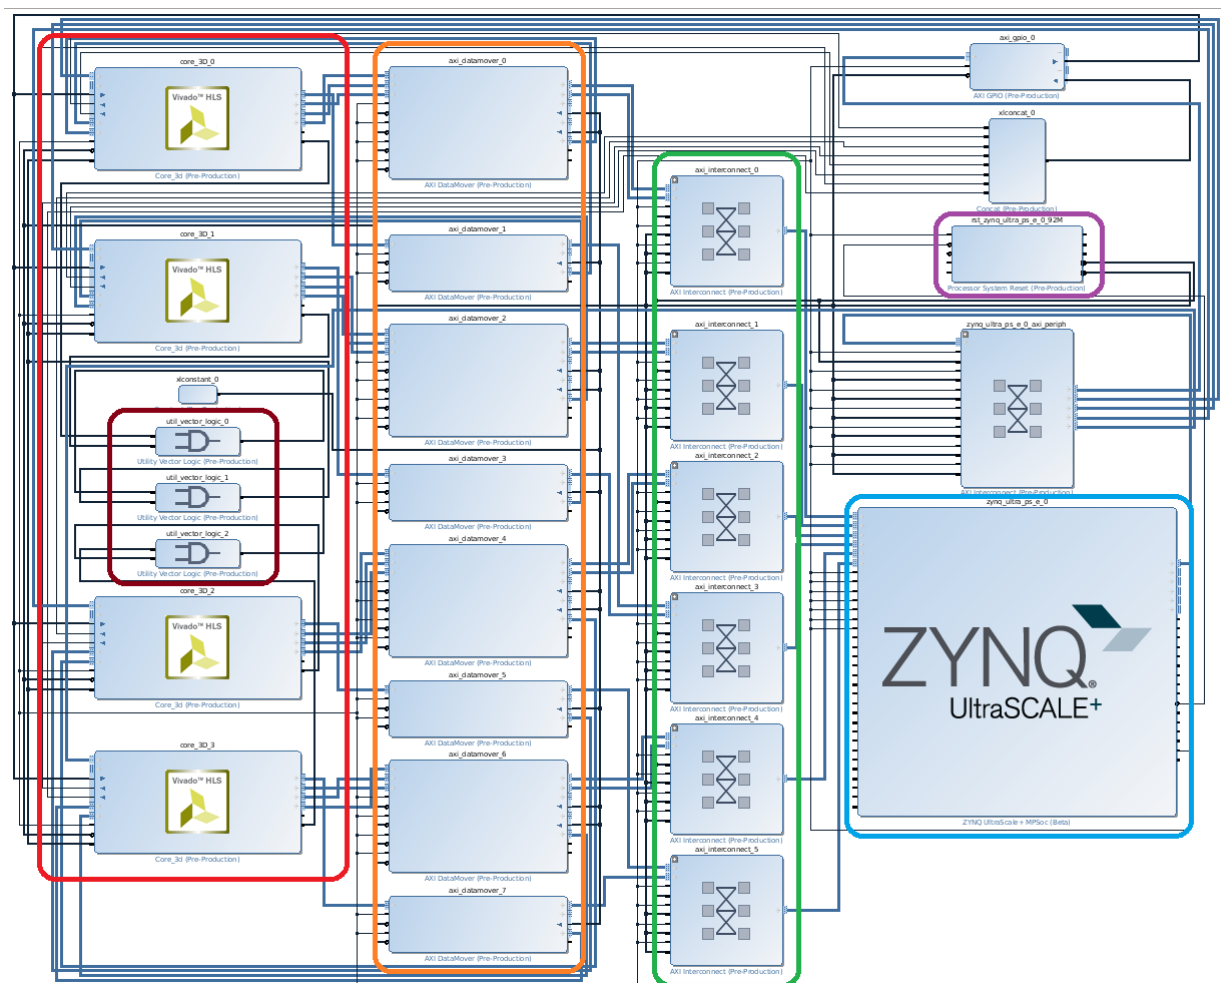 core_3D_0
Vivado™ HLS
Core_3d (Pre-Production)
core_3D_1
Vivado™ HLS
Core_3d (Pre-Production)
xlconstant_0
util_vector_logic_0
Utility Vector Logic (Pre-Production)
util_vector_logic_1
Utility Vector Logic (Pre-Production)
util_vector_logic_2
Utility Vector Logic (Pre-Production)
core_3D_2
Vivado™ HLS
Core_3d (Pre-Production)
core_3D_3
Vivado™ HLS
Core_3d (Pre-Production)
axi_datamover_0
AXI DataMover (Pre-Production)
axi_datamover_1
AXI DataMover (Pre-Production)
axi_datamover_2
AXI DataMover (Pre-Production)
axi_datamover_3
AXI DataMover (Pre-Production)
axi_datamover_4
AXI DataMover (Pre-Production)
axi_datamover_5
AXI DataMover (Pre-Production)
axi_datamover_6
AXI DataMover (Pre-Production)
axi_datamover_7
AXI DataMover (Pre-Production)
axi_interconnect_0
AXI Interconnect (Pre-Production)
axi_interconnect_1
AXI Interconnect (Pre-Production)
axi_interconnect_2
AXI Interconnect (Pre-Production)
axi_interconnect_3
AXI Interconnect (Pre-Production)
axi_interconnect_4
AXI Interconnect (Pre-Production)
axi_interconnect_5
AXI Interconnect (Pre-Production)
axi_gpio_0
AXI GPIO (Pre-Production)
xlconcat_0
Concat (Pre-Production)
rst_zynq_ultra_ps_e_0_92M
Processor System Reset (Pre-Production)
zynq_ultra_ps_e_0_axi_periph
AXI Interconnect (Pre-Production)
zynq_ultra_ps_e_0
ZYNQ®
UltraSCALE+
ZYNQ UltraScale+ MPSoC (Beta)